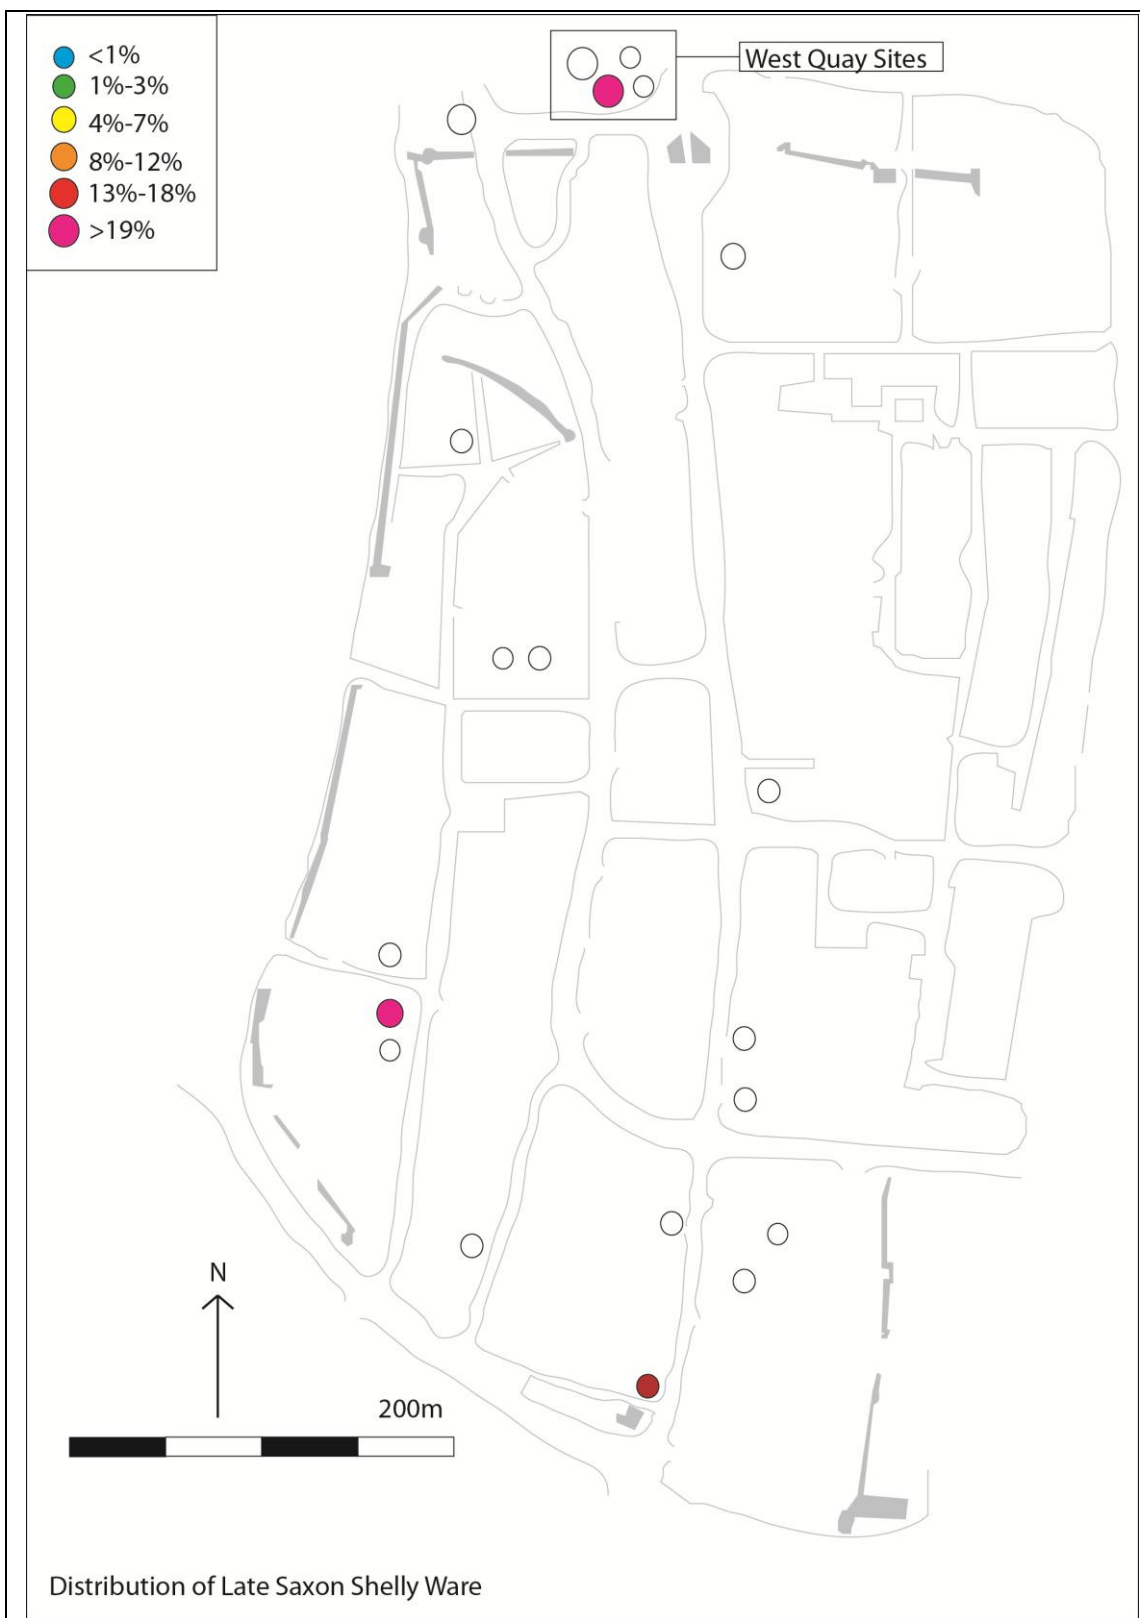 <1%
1%-3%
4%-7%
8%-12%
13%-18%
>19%
West Quay Sites
N
200m
Distribution of Late Saxon Shelly Ware